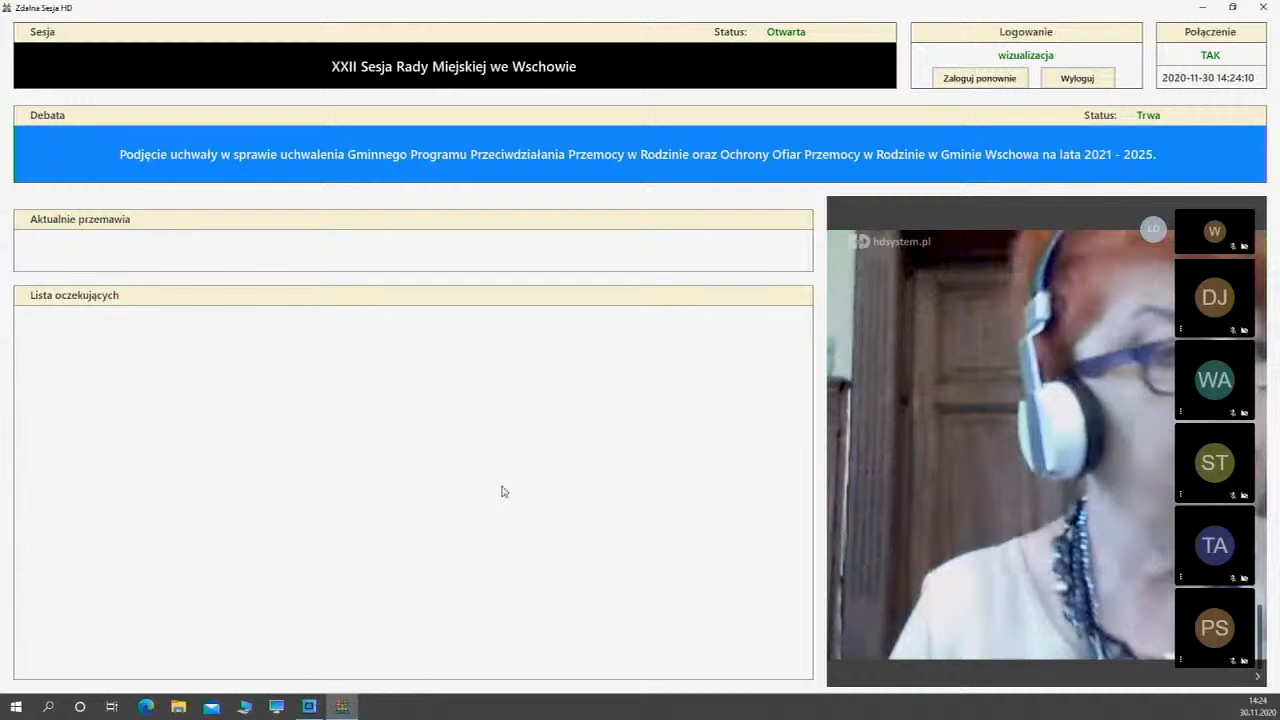 Zdalna Sesja HD
Sesja
Status: Otwarta
XXII Sesja Rady Miejskiej we Wschowie
Logowanie
wizualizacja
Zaloguj ponownie
Wyloguj
Połączenie
TAK
2020-11-30 14:24:10
Debata
Status: Trwa
Podjęcie uchwały w sprawie uchwalenia Gminnego Programu Przeciwdziałania Przemocy w Rodzinie oraz Ochrony Ofiar Przemocy w Rodzinie w Gminie Wschowa na lata 2021 - 2025.
Aktualnie przemawia
Lista oczekujących
HD hdsystem.pl
LD
W
DJ
WA
ST
TA
PS
14:24
30.11.2020